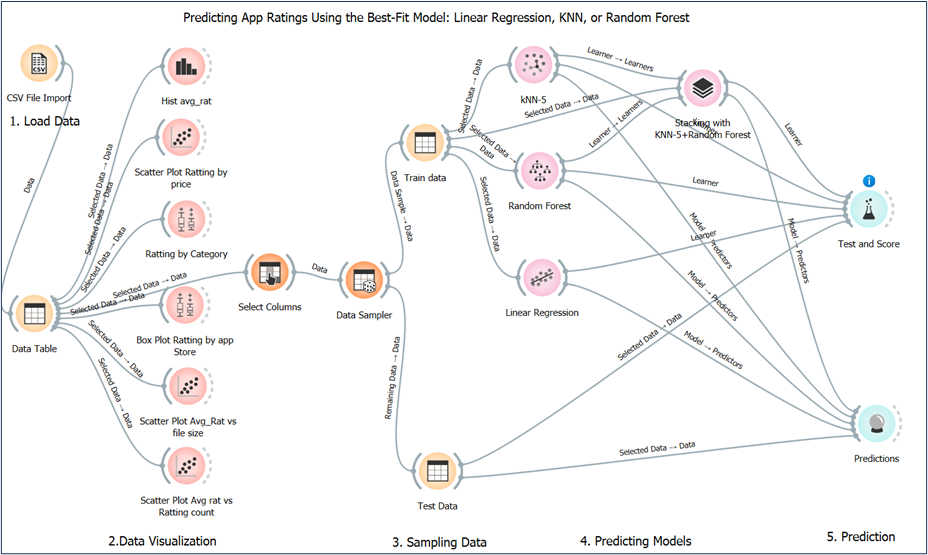 Predicting App Ratings Using the Best-Fit Model: Linear Regression, KNN, or Random Forest
CSV
CSV File Import
1. Load Data
Data
Data Table
Selected Data → Data
Selected Data → Data
Selected Data → Data
Selected Data → Data
Selected Data → Data
Selected Data → Data
Selected Data → Data
Hist avg_rat
Scatter Plot Ratting by
price
Ratting by Category
Box Plot Ratting by app
Store
Scatter Plot Avg_Rat vs
file size
Scatter Plot Avg rat vs
Ratting count
2.Data Visualization
Select Columns
Data
Data Sampler
Data Sample → Data
Remaining Data → Data
Train data
Test Data
3. Sampling Data
Selected Data → Data
Selected Data → Data
Selected Data →
Data
Selected Data → Data
kNN-5
Random Forest
Linear Regression
Learner → Learners
Learner → Learners
Stacking with
KNN-5+Random Forest
Learner
Learner
Learner
Model → Predictors
Model → Predictors
Model → Predictors
Model → Predictors
Selected Data → Data
Selected Data → Data
4. Predicting Models
i
Test and Score
Predictions
5. Prediction